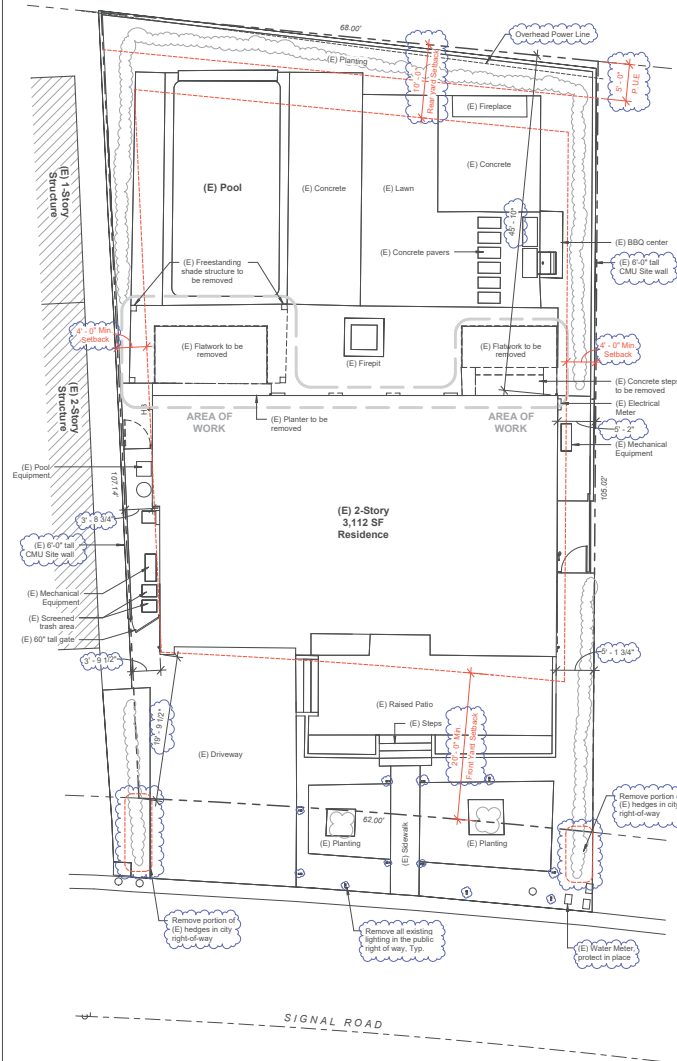 68.00'
Overhead Power Line
(E) Planting
10' - 0"
Rear yard Setback
5' - 0"
P.U.E
(E) Fireplace
(E) 1-Story
Structure
(E) Pool
(E) Concrete
(E) Lawn
(E) Concrete
45' - 10"
(E) Concrete pavers
(E) BBQ center
(E) 6'-0" tall
CMU Site wall
(E) Freestanding
shade structure to
be removed
4' - 0" Min.
Setback
(E) Flatwork to be
removed
(E) Firepit
(E) Flatwork to be
removed
4' - 0" Min.
Setback
(E) 2-Story
Structure
(E) Concrete steps
to be removed
(E) Electrical
Meter
AREA OF
WORK
(E) Planter to be
removed
AREA OF
WORK
5' - 2"
(E) Mechanical
Equipment
(E) Pool
Equipment
107.14'
105.02'
3' - 8 3/4"
(E) 2-Story
3,112 SF
Residence
(E) 6'-0" tall
CMU Site wall
(E) Mechanical
Equipment
(E) Screened
trash area
(E) 60" tall gate
3' - 9 1/2"
5' - 1 3/4"
19' - 9 1/2"
(E) Raised Patio
(E) Steps
20' - 0" Min.
Front Yard Setback
(E) Driveway
62.00'
Remove portion
(E) hedges in city
right-of-way
(E) Planting
(E) Sidewalk
(E) Planting
Remove portion of
(E) hedges in city
right-of-way
Remove all existing
lighting in the public
right of way, Typ.
(E) Water Meter,
protect in place
SIGNAL ROAD